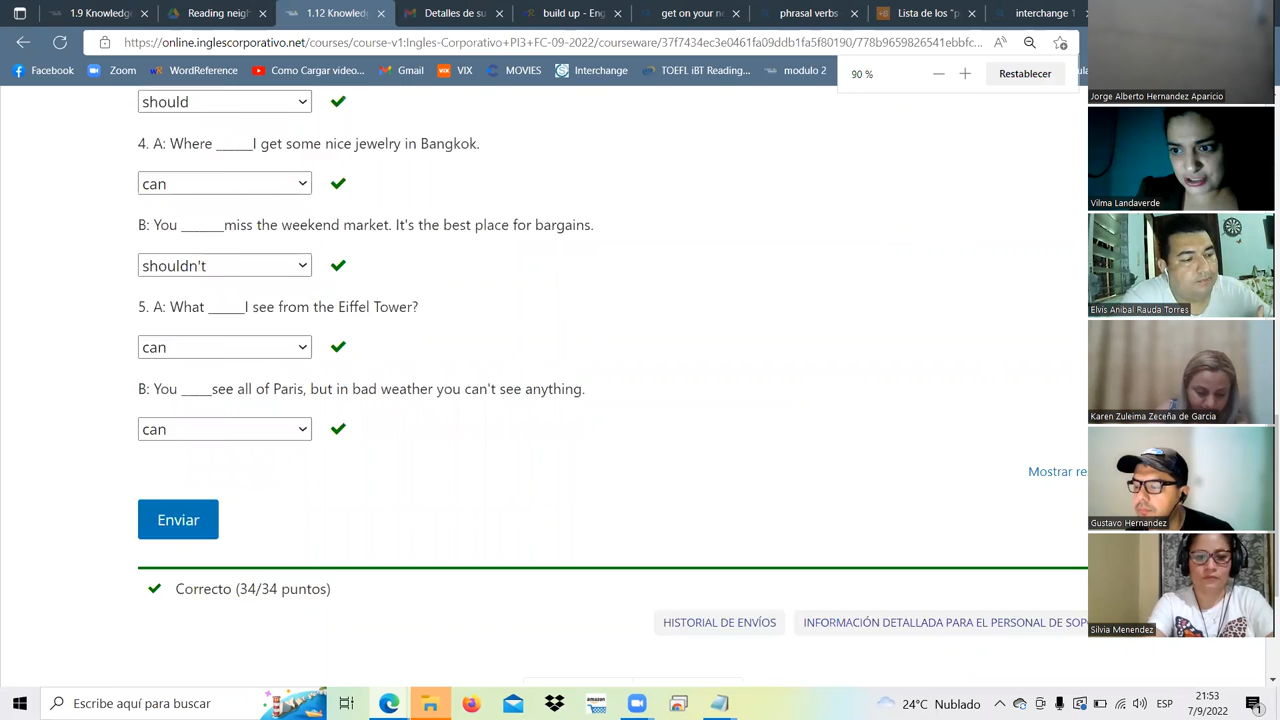 1.9 Knowledg
Driving neigh
1.12 Knowledg
Detalles de su
build up - Eng
get on your ne
phrasal verbs
Lista de los "p
interchange 1
https://online.inglescorporativo.net/courses/course-v1:Ingles-Corporativo+PI3+FC-09-2022/courseware/37f7434ec3e0461fa09ddb1fa5f80190/778b9659826541ebbfc...
Facebook
Zoom
WordReference
Como Cargar video...
Gmail
VIX
MOVIES
Interchange
TOEFL iBT Reading...
modulo 2
90 %
Restablecer
should
4. A: Where ______I get some nice jewelry in Bangkok.
can
B: You _______miss the weekend market. It's the best place for bargains.
shouldn't
5. A: What _____I see from the Eiffel Tower?
can
B: You ____see all of Paris, but in bad weather you can't see anything.
can
Mostrar re
Enviar
Correcto (34/34 puntos)
HISTORIAL DE ENVÍOS
INFORMACIÓN DETALLADA PARA EL PERSONAL DE SOP
Jorge Alberto Hernandez Aparicio
Vilma Landaverde
Elvis Anibal Rauda Torres
Karen Zuleima Zeceña de Garcia
Gustavo Hernández
Silvia Menendez
Escribe aquí para buscar
24°C Nublado
ESP
21:53
7/9/2022
1